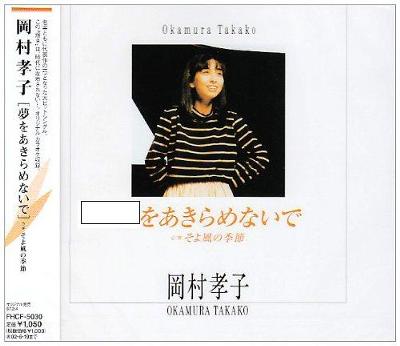 岡村孝子
[夢をあきらめないで]
c/w そよ風の季節
FHCF-5030
定価¥1,050
Okamura Takako
をあきらめないで
c/w そよ風の季節
岡村孝子
OKAMURA TAKAKO